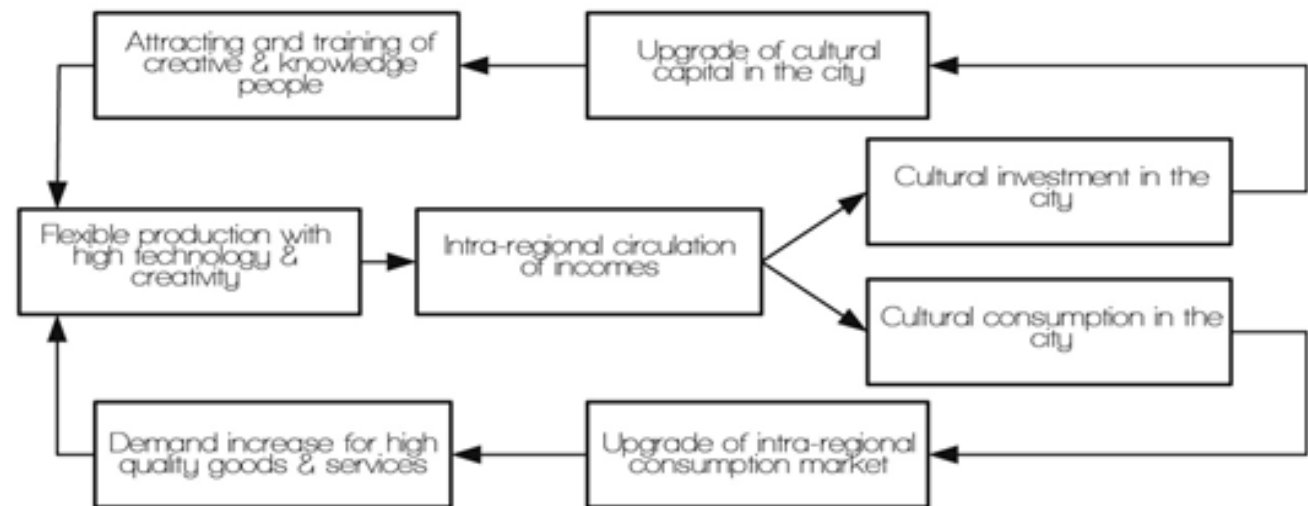 Attracting and training of
creative & knowledge
people
Upgrade of cultural
capital in the city
Cultural investment in the
city
Flexible production with
high technology &
creativity
Intra-regional circulation
of incomes
Cultural consumption in the
city
Demand increase for high
quality goods & services
Upgrade of intra-regional
consumption market